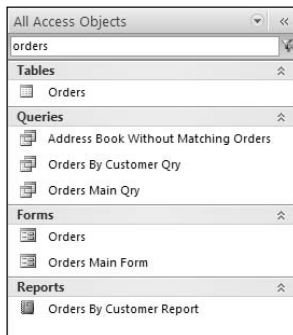 All Access Objects
orders
Tables
Orders
Queries
Address Book Without Matching Orders
Orders By Customer Qry
Orders Main Qry
Forms
Orders
Orders Main Form
Reports
Orders By Customer Report